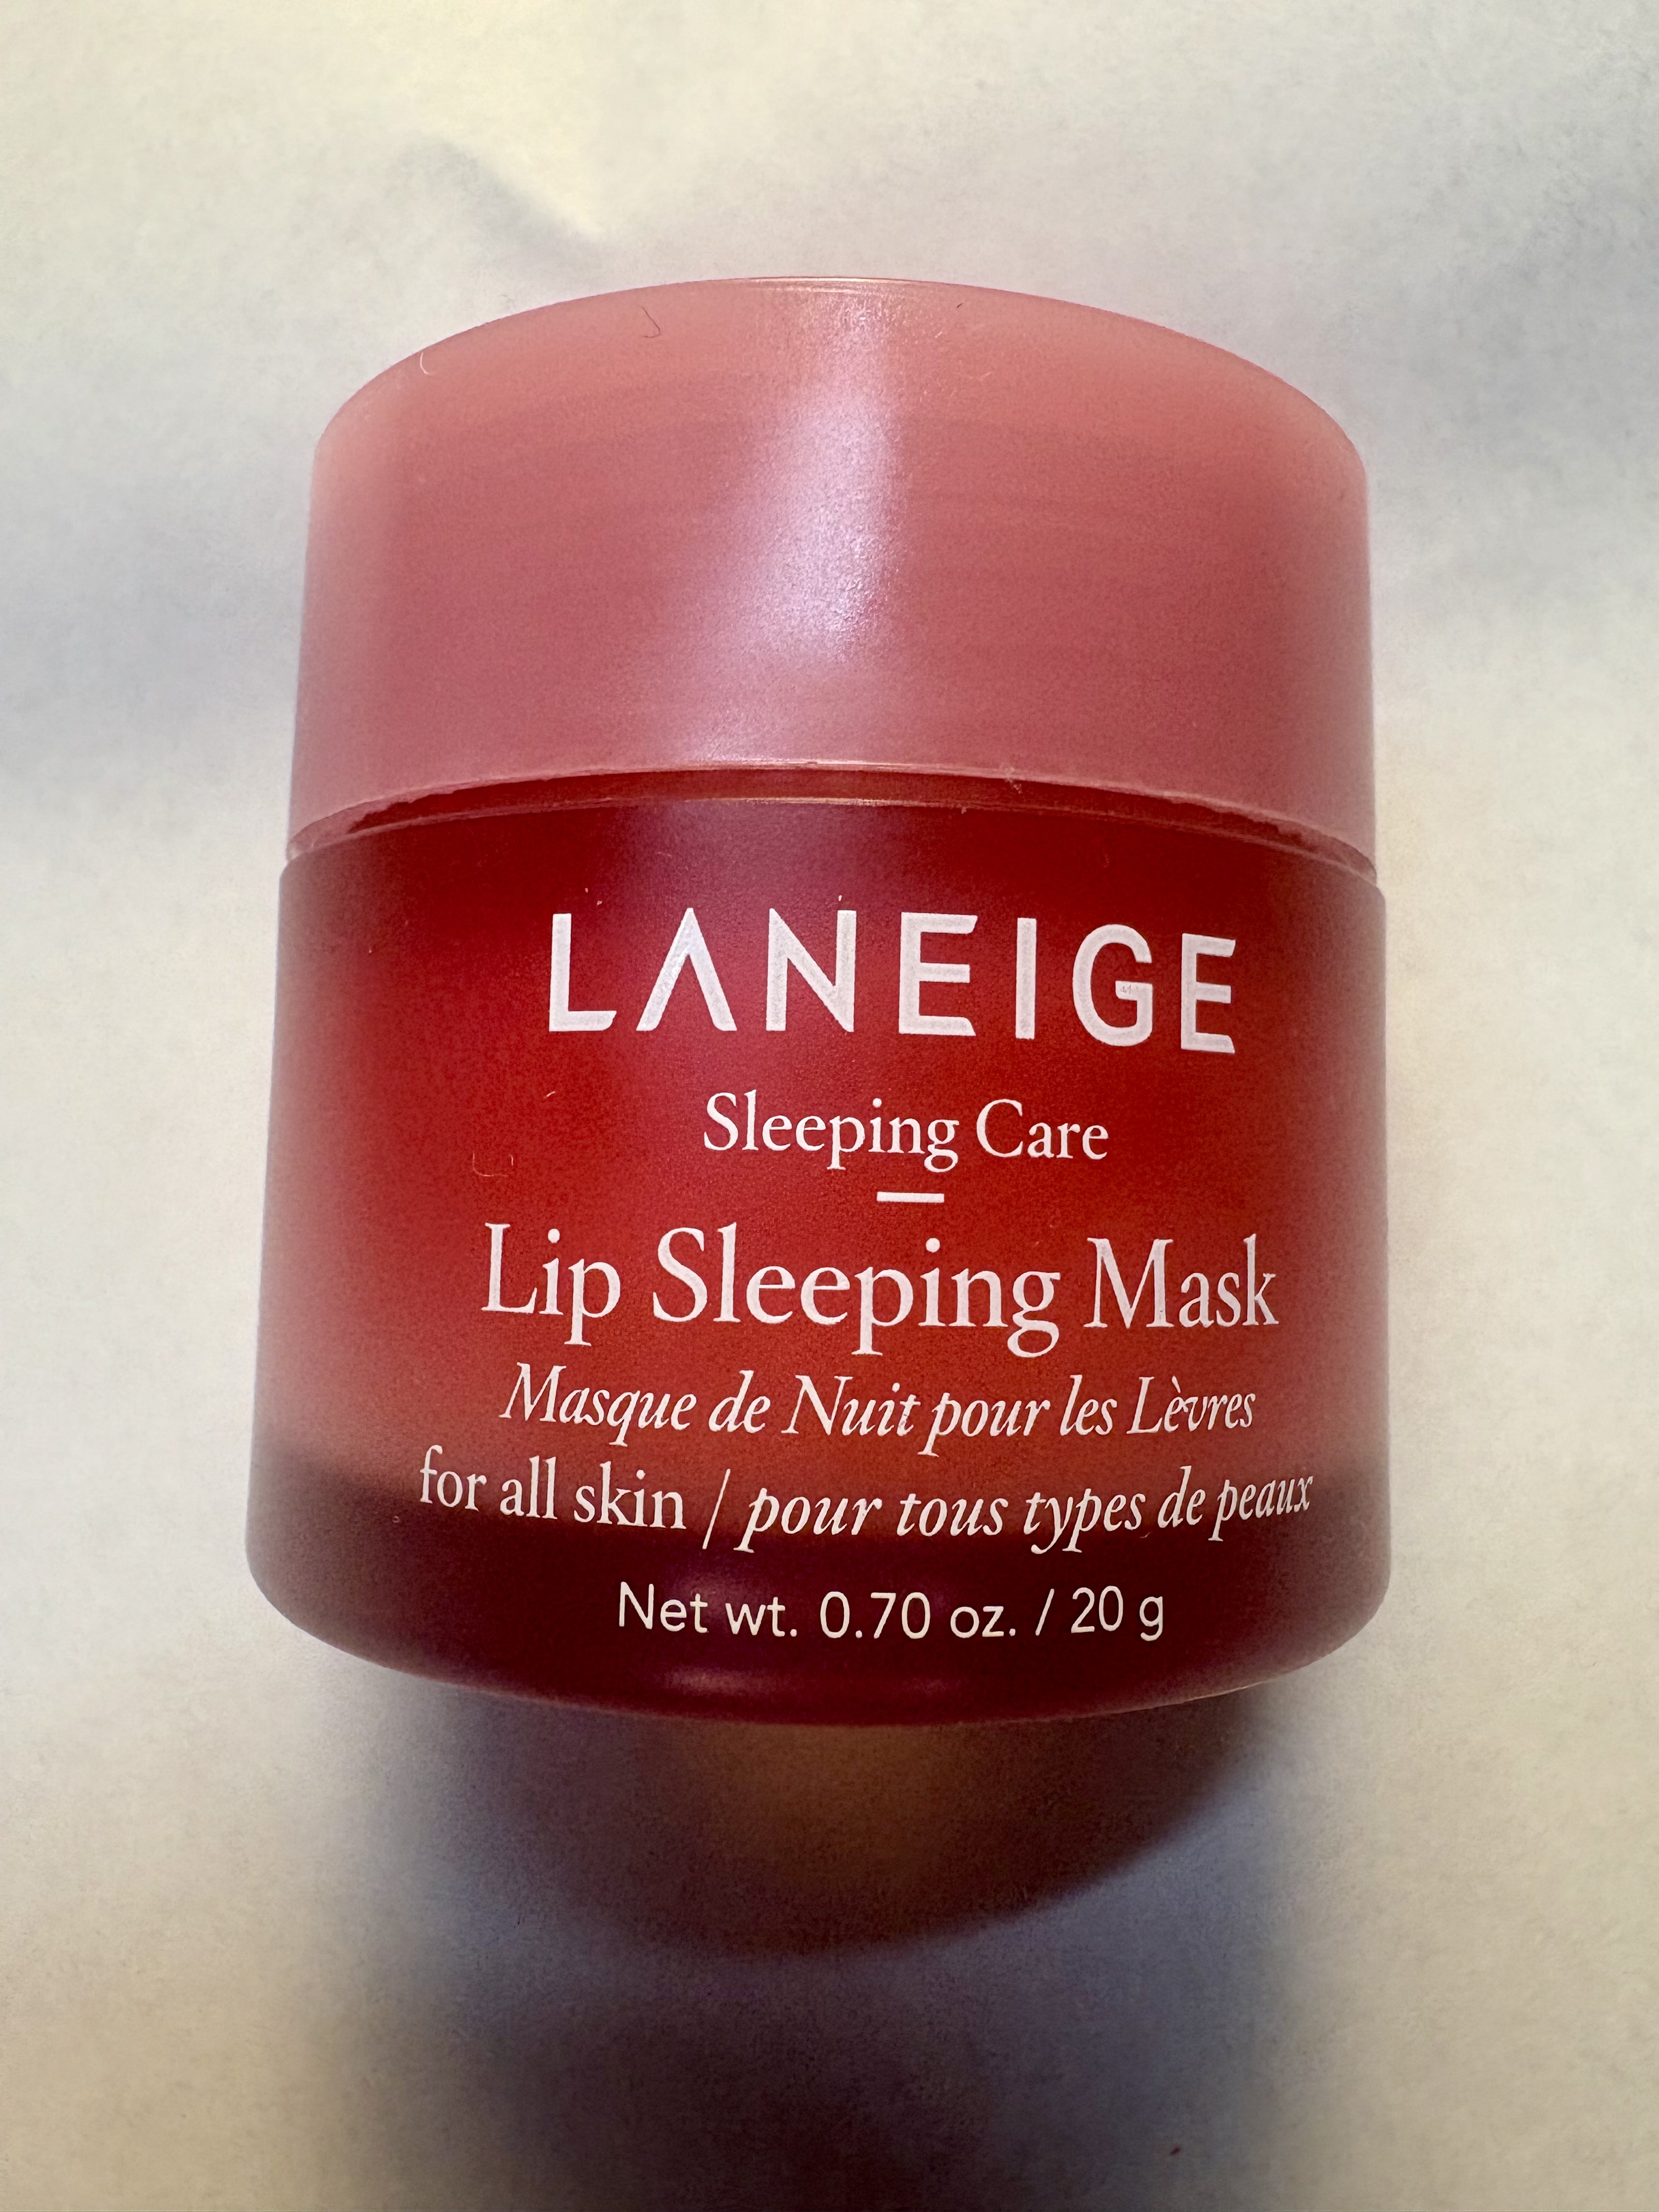 LANEIGE
Sleeping Care
Lip Sleeping Mask
Masque de Nuit pour les Lèvres
for all skin / pour tous types de peaux
Net wt. 0.70 oz. / 20 g